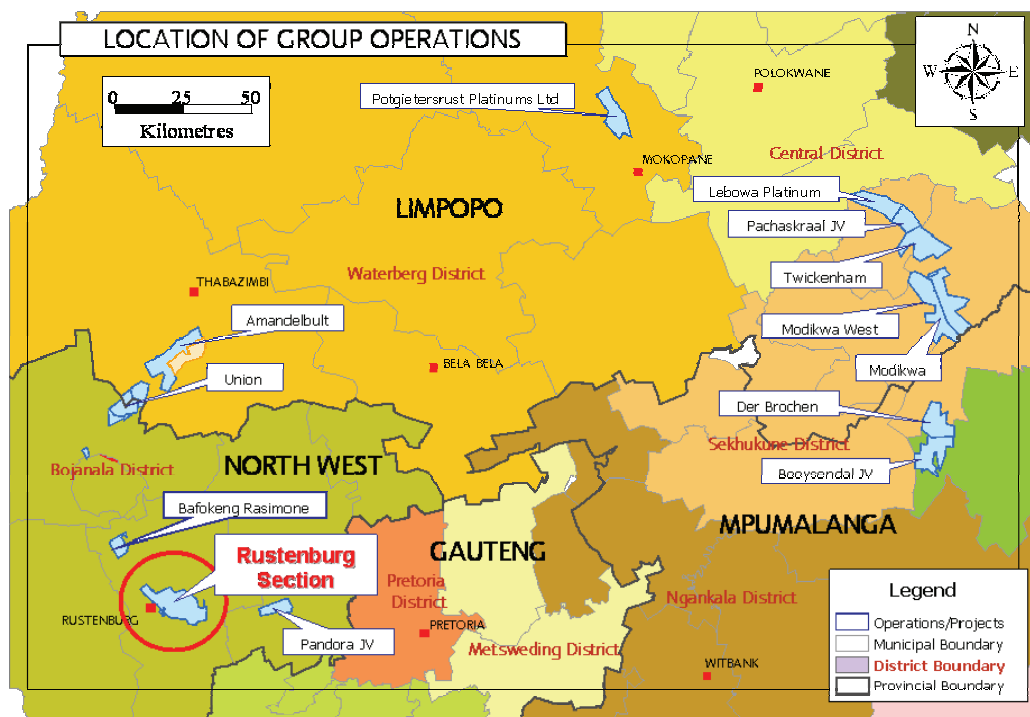 LOCATION OF GROUP OPERATIONS
N
W E
S
0 25 50
Kilometres
Potgietersrust Platinums Ltd
POLOKWANE
MOKOPANE
Central District
Lebowa Platinum
LIMPOPO
Pachaskraal JV
Waterberg District
Twickenham
THABAZIMBI
Amandelbult
Modikwa West
BELA BELA
Modikwa
Union
Der Brochen
Sekhukune District
NORTH WEST
Bojanala District
Booysendal JV
Bafokeng Rasimone
MPUMALANGA
GAUTENG
Rustenburg
Section
Pretoria
District
Legend
Ngankala District
RUSTENBURG
Operations/Projects
PRETORIA
Pandora JV
Municipal Boundary
Metsweding District
District Boundary
WITBANK
Provincial Boundary